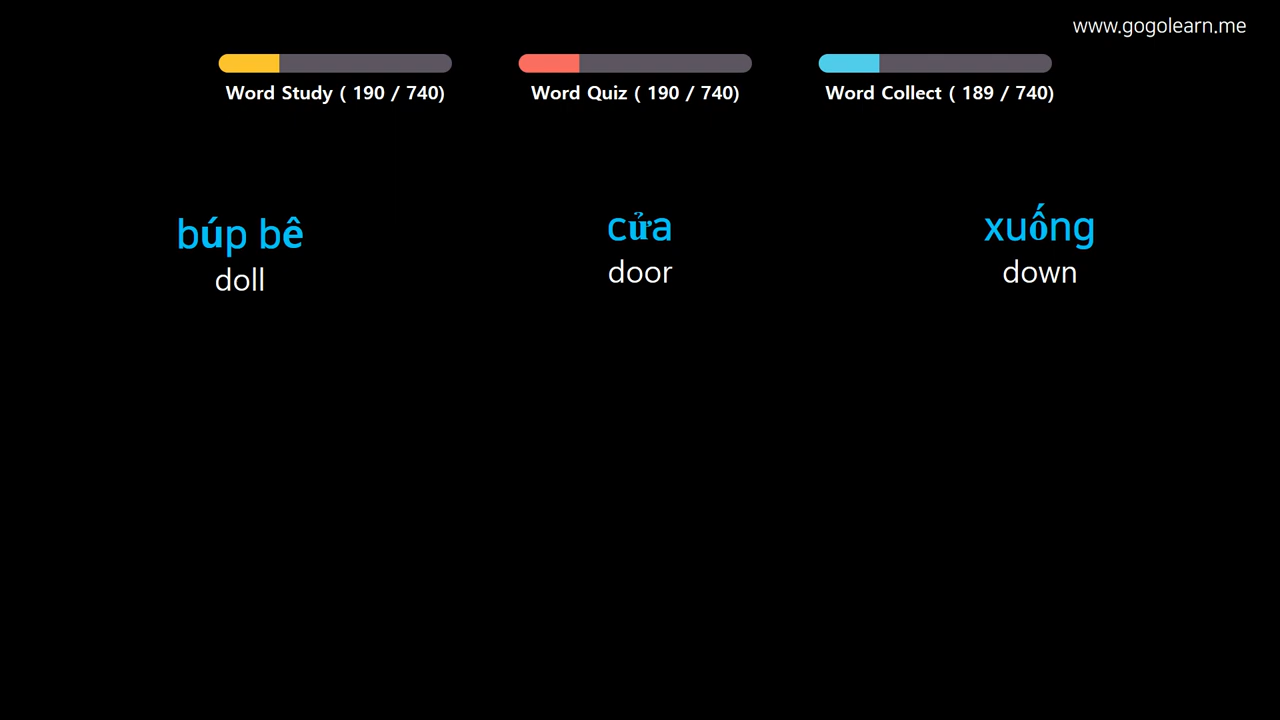 www.gogolearn.me
Word Study ( 190 / 740)
Word Quiz ( 190 / 740)
Word Collect ( 189 / 740)
búp bê
doll
cửa
door
xuống
down